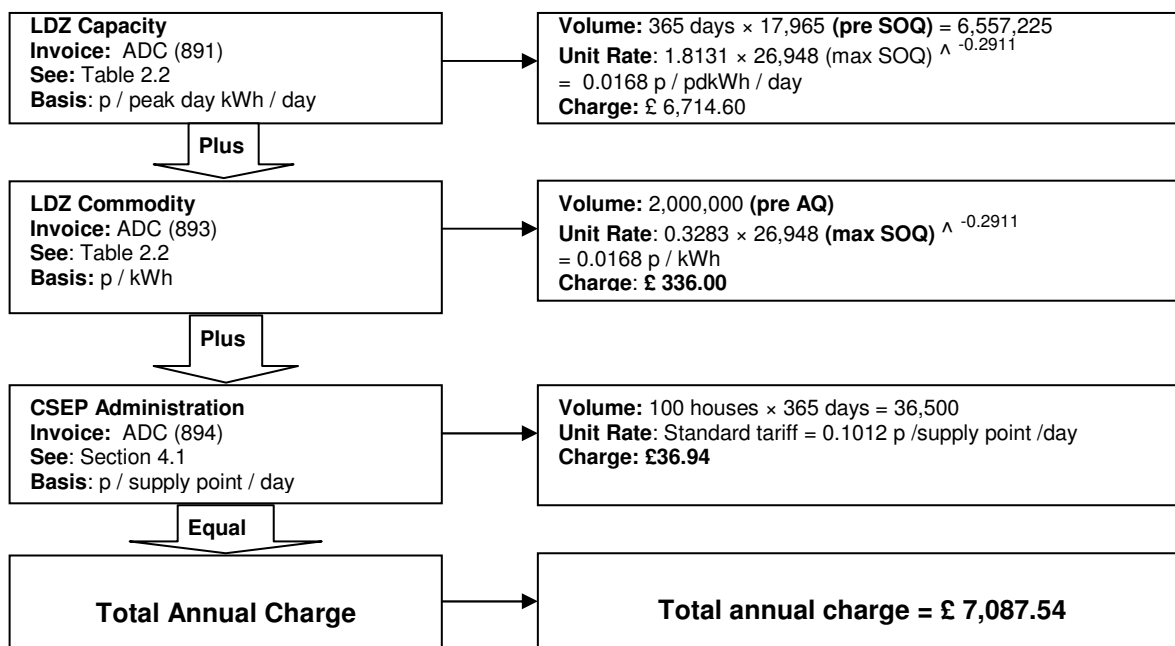 LDZ Capacity
Invoice: ADC (891)
See: Table 2.2
Basis: p / peak day kWh / day
Volume: 365 days × 17,965 (pre SOQ) = 6,557,225
Unit Rate: 1.8131 × 26,948 (max SOQ) ^ -0.2911
= 0.0168 p / pdkWh / day
Charge: £ 6,714.60
Plus
LDZ Commodity
Invoice: ADC (893)
See: Table 2.2
Basis: p / kWh
Volume: 2,000,000 (pre AQ)
Unit Rate: 0.3283 × 26,948 (max SOQ) ^ -0.2911
= 0.0168 p / kWh
Charge: £ 336.00
Plus
CSEP Administration
Invoice: ADC (894)
See: Section 4.1
Basis: p / supply point / day
Volume: 100 houses × 365 days = 36,500
Unit Rate: Standard tariff = 0.1012 p /supply point /day
Charge: £36.94
Equal
Total Annual Charge
Total annual charge = £ 7,087.54